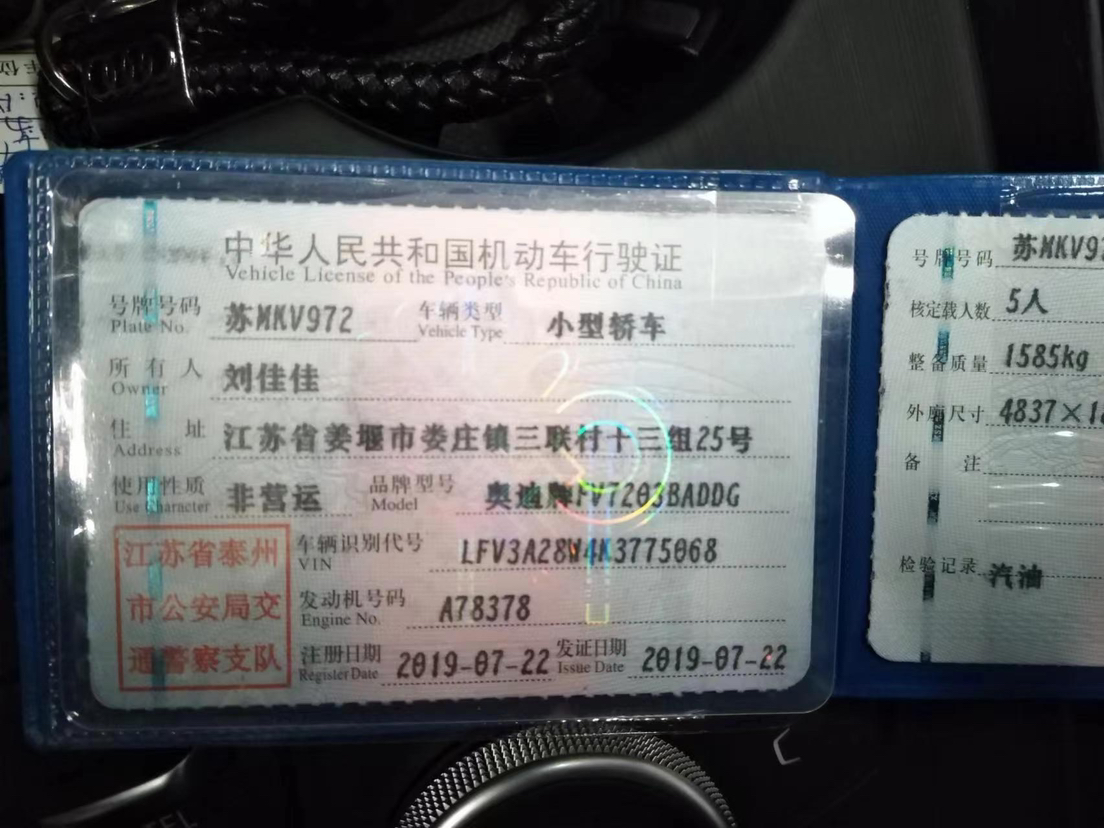 中华人民共和国机动车行驶证
Vehicle License of the People's Republic of China
号牌号码 苏MKV972 车辆类型 小型轿车
Plate No. Vehicle Type
所有人 刘佳佳
Owner
住址 江苏省姜堰市娄庄镇三联村十三组25号
Address
使用性质 非营运 品牌型号 奥迪牌FV7203BADDG
Use Character Model
江苏省泰州
市公安局交
通警察支队
车辆识别代号 LFV3A28W4K3775068
VIN
发动机号码 A78378
Engine No.
注册日期 2019-07-22 发证日期 2019-07-22
Register Date Issue Date
号牌号码 苏MKV97
核定载人数 5人
整备质量 1585kg
外廓尺寸 4837×18
备注
检验记录 汽油